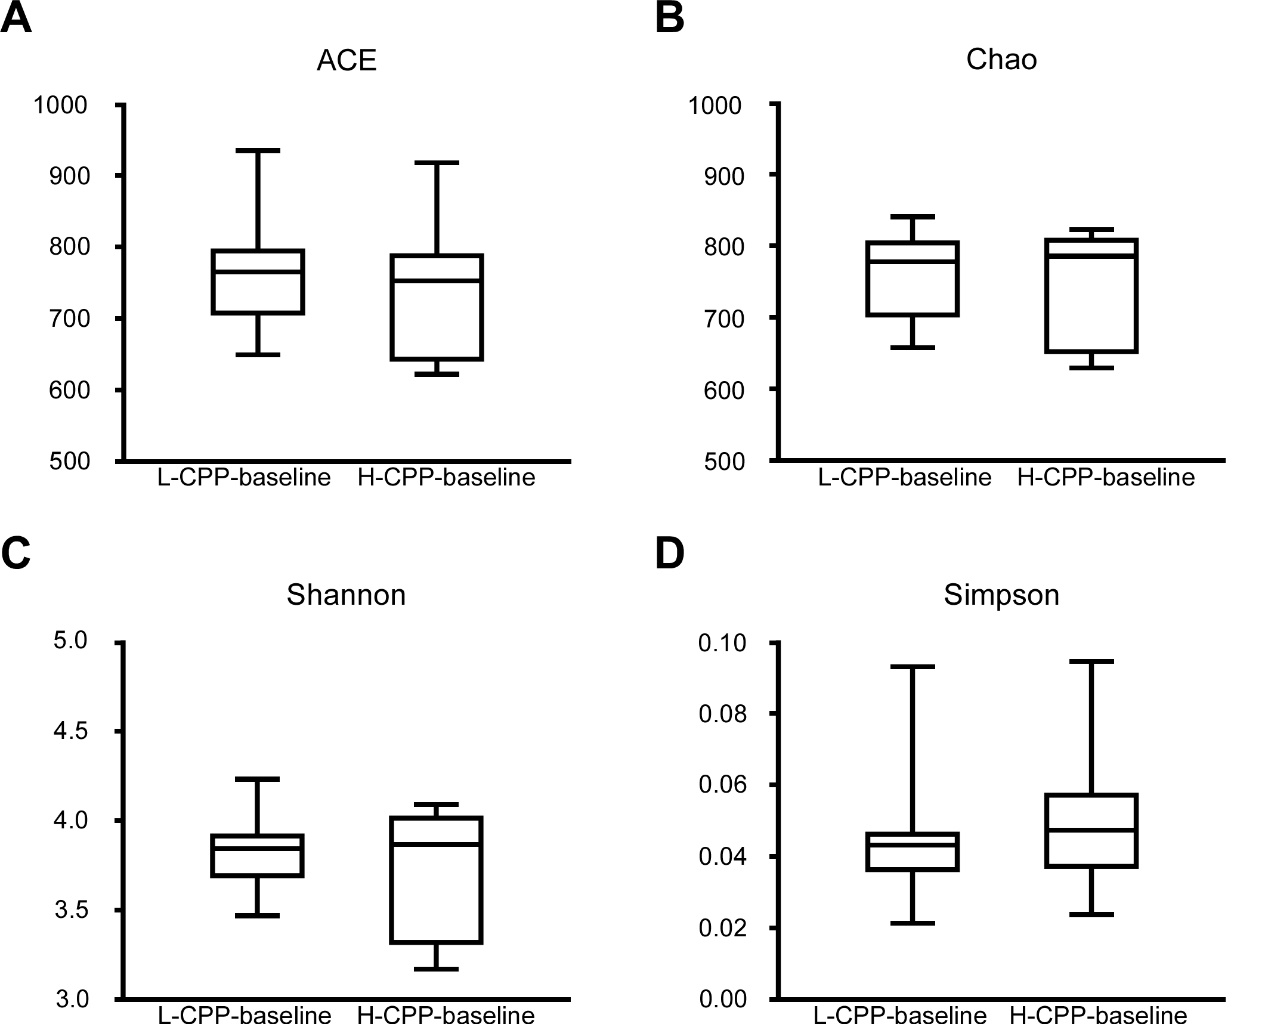 A
ACE
1000
900
800
700
600
500
L-CPP-baseline H-CPP-baseline
B
Chao
1000
900
800
700
600
500
L-CPP-baseline H-CPP-baseline
C
Shannon
5.0
4.5
4.0
3.5
3.0
L-CPP-baseline H-CPP-baseline
D
Simpson
0.10
0.08
0.06
0.04
0.02
0.00
L-CPP-baseline H-CPP-baseline